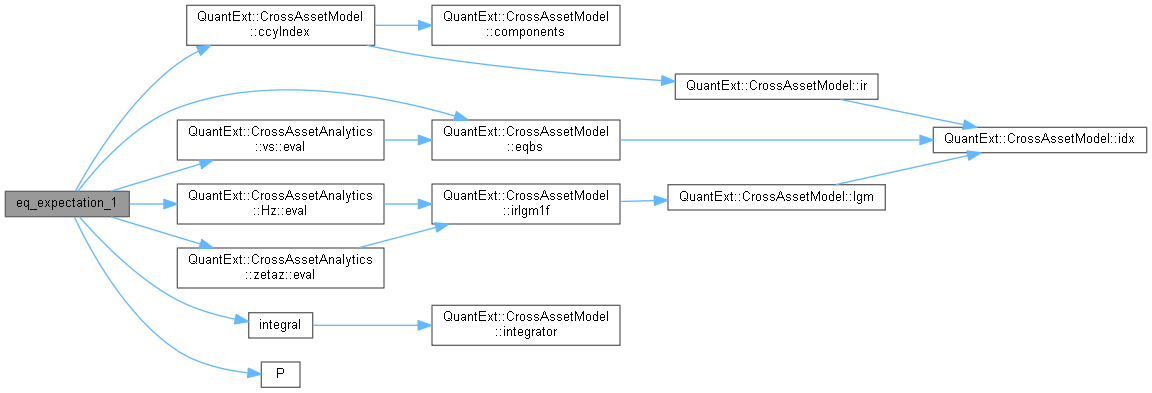 QuantExt::CrossAssetModel
::ccyIndex
QuantExt::CrossAssetModel
::components
QuantExt::CrossAssetModel::ir
QuantExt::CrossAssetAnalytics
::vs::eval
QuantExt::CrossAssetModel
::eqbs
QuantExt::CrossAssetModel::idx
eq_expectation_1
QuantExt::CrossAssetAnalytics
::Hz::eval
QuantExt::CrossAssetModel
::irlgm1f
QuantExt::CrossAssetModel::lgm
QuantExt::CrossAssetAnalytics
::zetaz::eval
integral
QuantExt::CrossAssetModel
::integrator
P